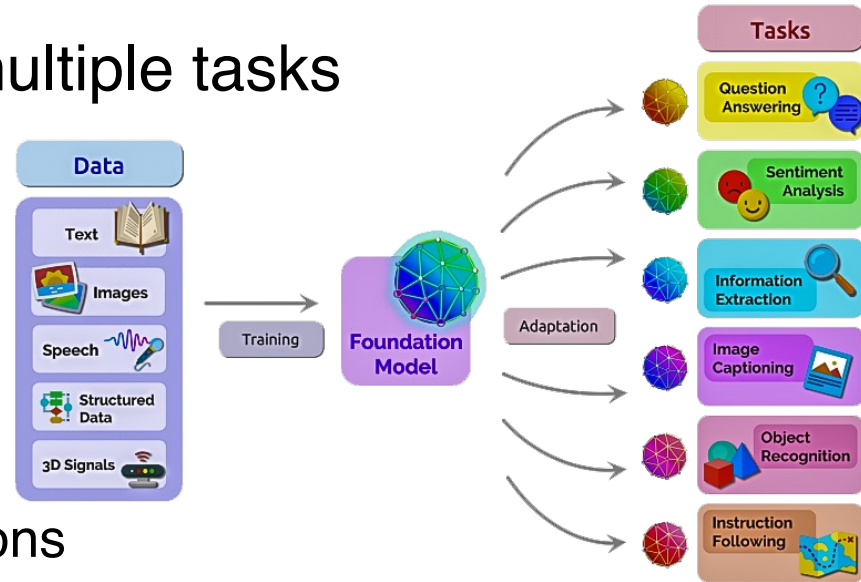 nultiple tasks
Data
Text
Images
Speech
Structured
Data
3D Signals
Training
Foundation
Model
Adaptation
Tasks
Question
Answering
?
Sentiment
Analysis
Information
Extraction
Image
Captioning
Object
Recognition
Instruction
Following
ons